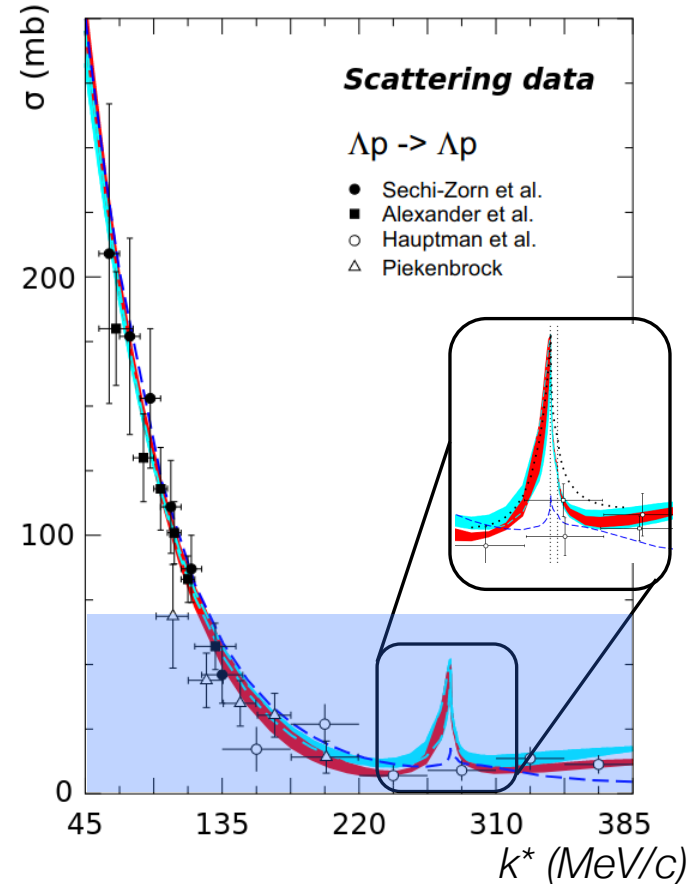 σ (mb)
Scattering data
Λp -> Λp
Sechi-Zorn et al.
Alexander et al.
Hauptman et al.
Piekenbrock
200
100
0
45 135 220 310 385
k* (MeV/c)